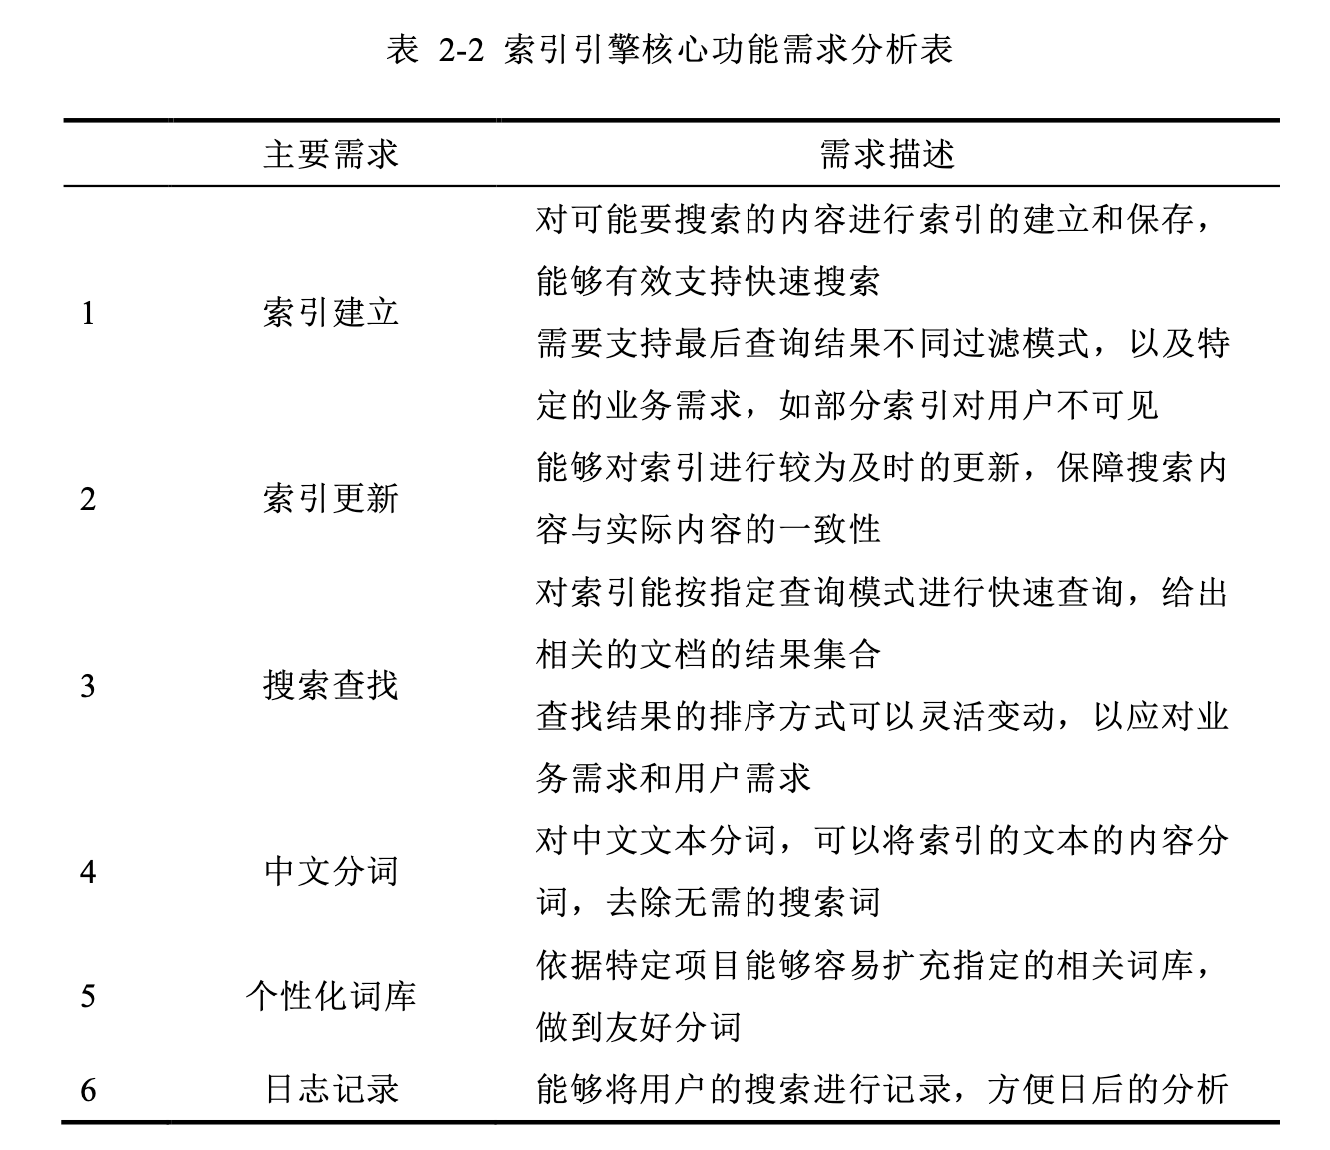 表 2-2 索引引擎核心功能需求分析表
主要需求 需求描述
对可能要搜索的内容进行索引的建立和保存，
能够有效支持快速搜索
1 索引建立
需要支持最后查询结果不同过滤模式，以及特
定的业务需求，如部分索引对用户不可见
能够对索引进行较为及时的更新，保障搜索内
2 索引更新
容与实际内容的一致性
对索引能按指定查询模式进行快速查询，给出
相关的文档的结果集合
3 搜索查找
查找结果的排序方式可以灵活变动，以应对业
务需求和用户需求
对中文文本分词，可以将索引的文本的内容分
4 中文分词
词，去除无需的搜索词
依据特定项目能够容易扩充指定的相关词库，
5 个性化词库
做到友好分词
6 日志记录 能够将用户的搜索进行记录，方便日后的分析